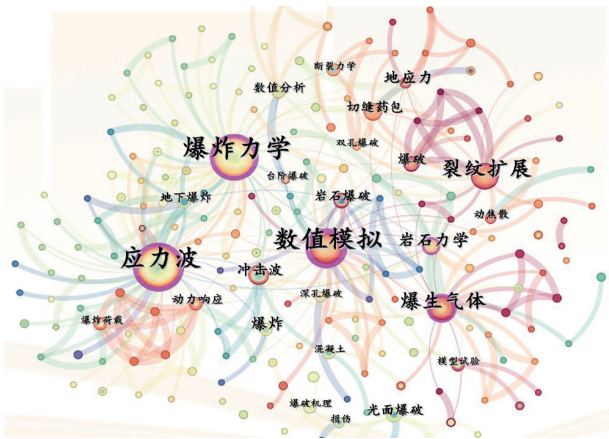 断裂力学
地应力
数值分析
切缝药包
爆炸力学
双孔爆破
爆破
裂纹扩展
台阶爆破
地下爆炸
岩石爆破
动焦散
数值模拟
岩石力学
应力波
冲击波
动力响应
深孔爆破
爆生气体
爆炸荷载
爆炸
混凝土
模型试验
爆破机理
光面爆破
损伤